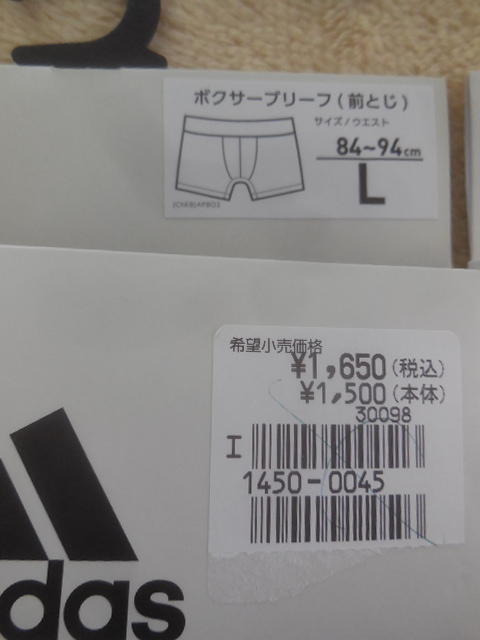 ボクサーブリーフ(前とじ)
サイズ/ウエスト
84~94cm
L
希望小売価格
¥1,650(税込)
¥1,500(本体)
30098
I
1450-0045
das